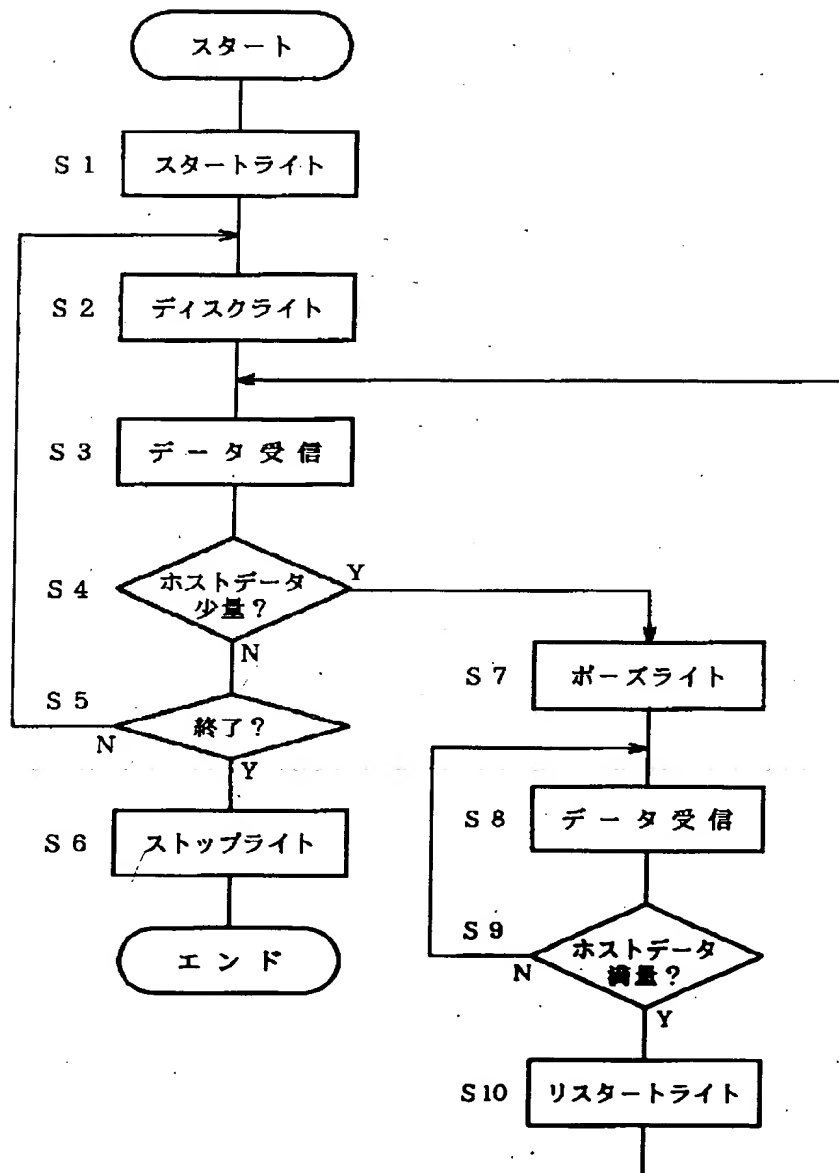 スタート
S1 スタートライト
S2 ディスクライト
S3 データ受信
S4 ホストデータ
少量？
Y
N
S5 終了？
N
Y
S6 ストップライト
エンド
S7 ポーズライト
S8 データ受信
S9 ホストデータ
満量？
N
Y
S10 リスタートライト